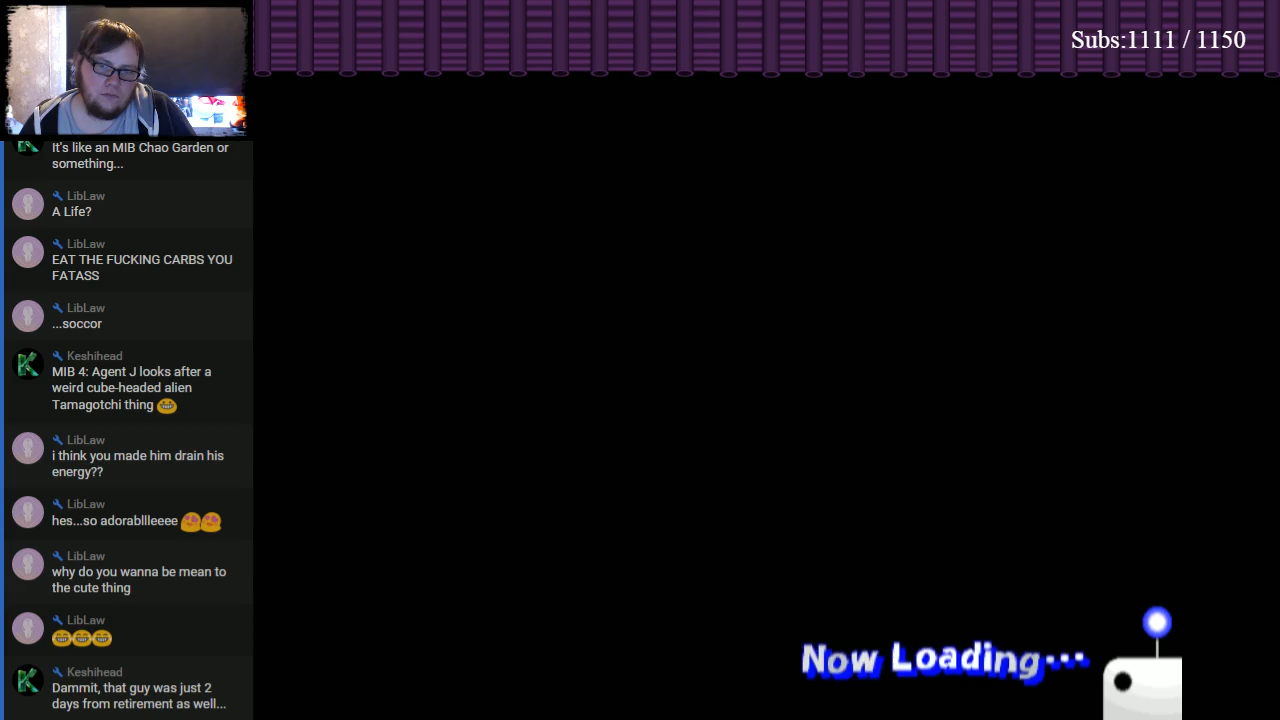 Subs:1111 / 1150
It's like an MIB Chao Garden or
something...
LibLaw
A Life?
LibLaw
EAT THE FUCKING CARBS YOU
FATASS
LibLaw
...soccor
Keshihead
MIB 4: Agent J looks after a
weird cube-headed alien
Tamagotchi thing
LibLaw
i think you made him drain his
energy??
LibLaw
hes...so adorabllleeee
LibLaw
why do you wanna be mean to
the cute thing
LibLaw
Keshihead
Dammit, that guy was just 2
days from retirement as well...
Now Loading...